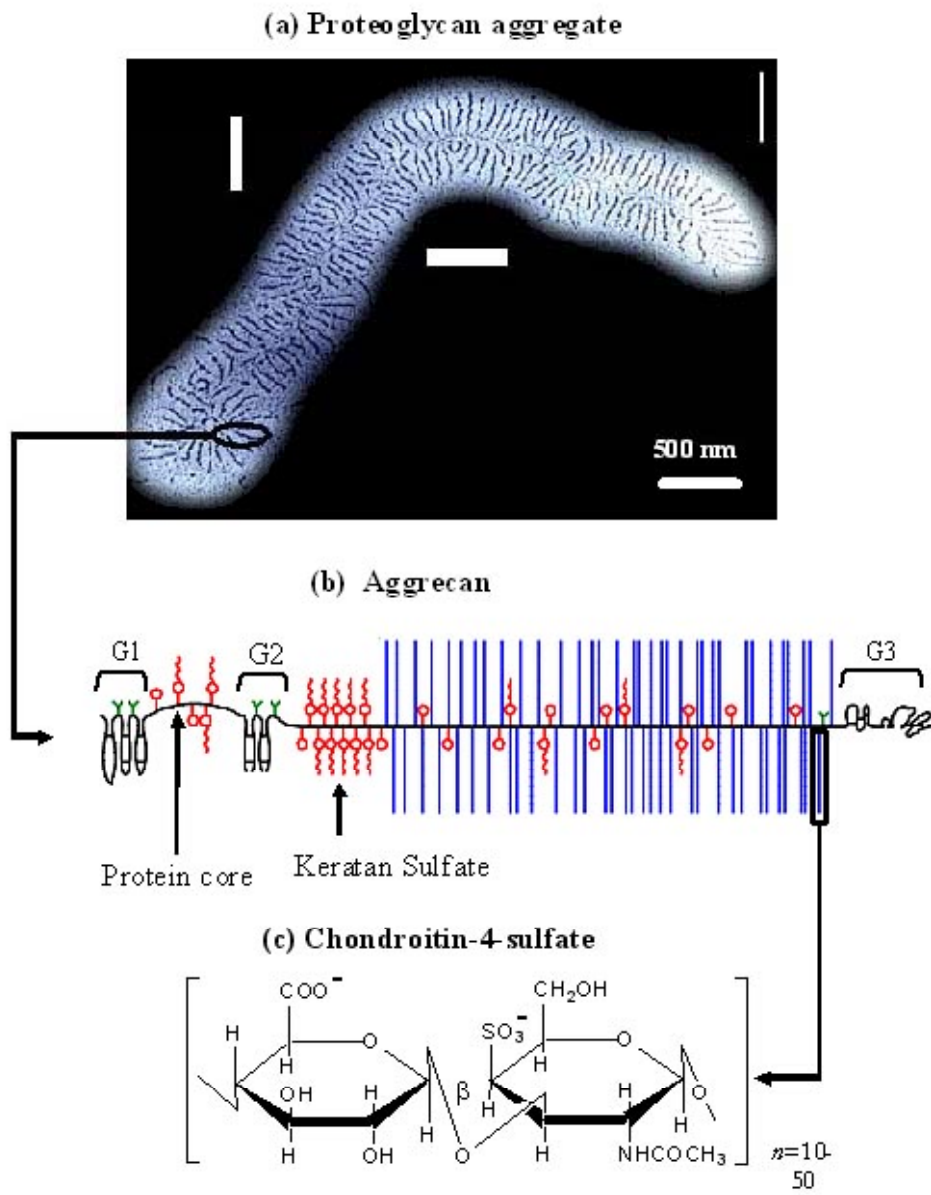 (a) Proteoglycan aggregate
500 nm
(b) Aggrecan
G1
G2
G3
Protein core
Keratan Sulfate
(c) Chondroitin-4-sulfate
COO⁻
CH₂OH
H
SO₃⁻
O
O
H
H
OH
H
H
β
H
H
O
H
H
OH
O
H
NHCOCH₃
H
n=10-
50